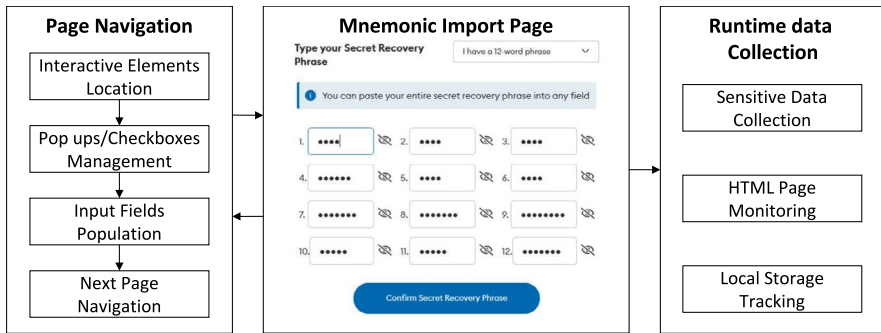 Page Navigation
Interactive Elements
Location
Pop ups/Checkboxes
Management
Input Fields
Population
Next Page
Navigation
Mnemonic Import Page
Type your Secret Recovery
Phrase
I have a 12-word phrase
You can paste your entire secret recovery phrase into any field
1. •••• 2. •••• 3. ••••
4. •••••• 5. •••• 6. ••••
7. ••••••• 8. ••••••• 9. ••••••••
10. ••••• 11. ••••• 12. •••••••
Confirm Secret Recovery Phrase
Runtime data
Collection
Sensitive Data
Collection
HTML Page
Monitoring
Local Storage
Tracking